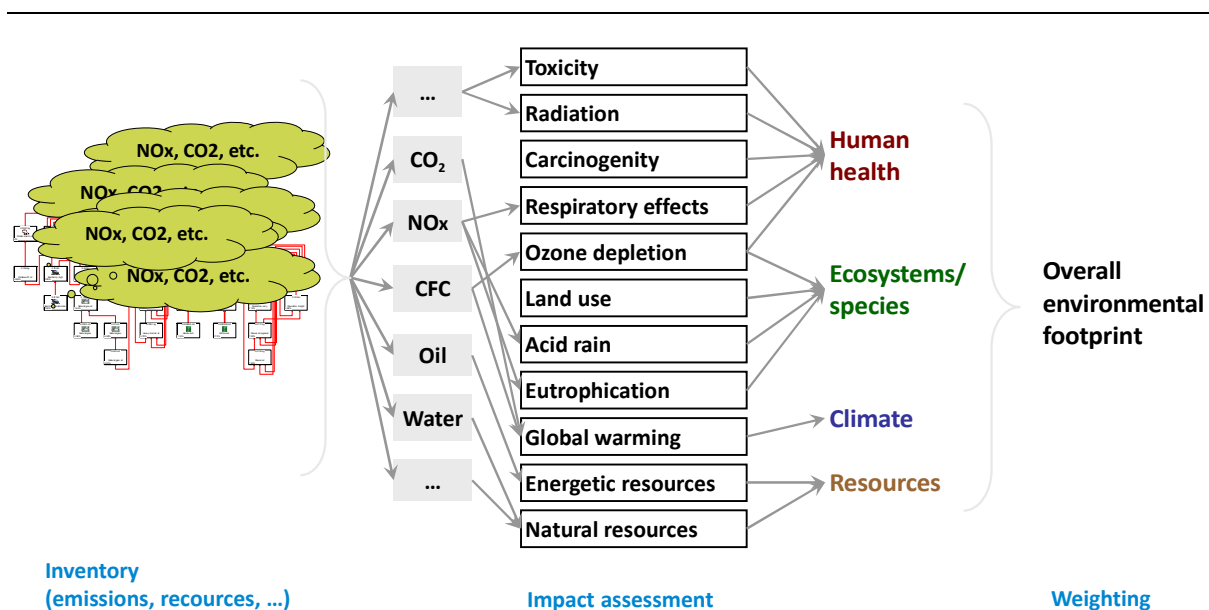 NOx, CO2, etc.
NOx, CO2,
NOx, CO2, etc.
NOx, CO2, etc.
...
CO2
NOx
CFC
Oil
Water
...
Toxicity
Radiation
Carcinogenity
Respiratory effects
Ozone depletion
Land use
Acid rain
Eutrophication
Global warming
Energetic resources
Natural resources
Human
health
Ecosystems/
species
Climate
Resources
Overall
environmental
footprint
Inventory
(emissions, recources, ...)
Impact assessment
Weighting